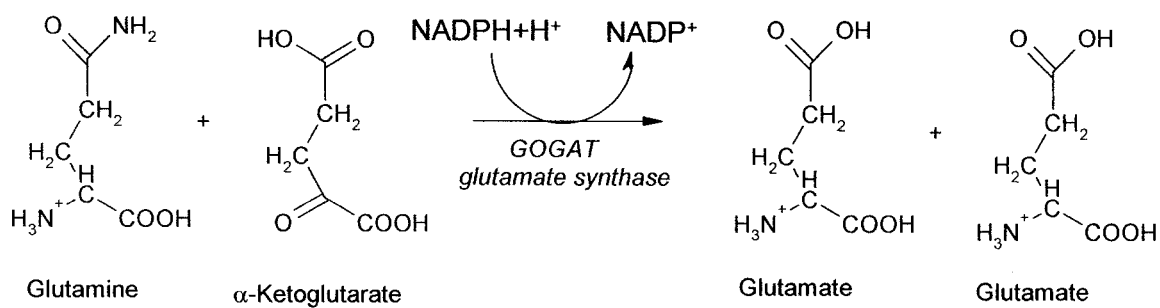 O NH₂
CH₂
H₂C
H
C
H₃N⁺ COOH
Glutamine
+
HO O
CH₂
H₂C
O COOH
α-Ketoglutarate
NADPH+H⁺ NADP⁺
GOGAT
glutamate synthase
O OH
CH₂
H₂C
H
C
H₃N⁺ COOH
Glutamate
+
O OH
CH₂
H₂C
H
C
H₃N⁺ COOH
Glutamate